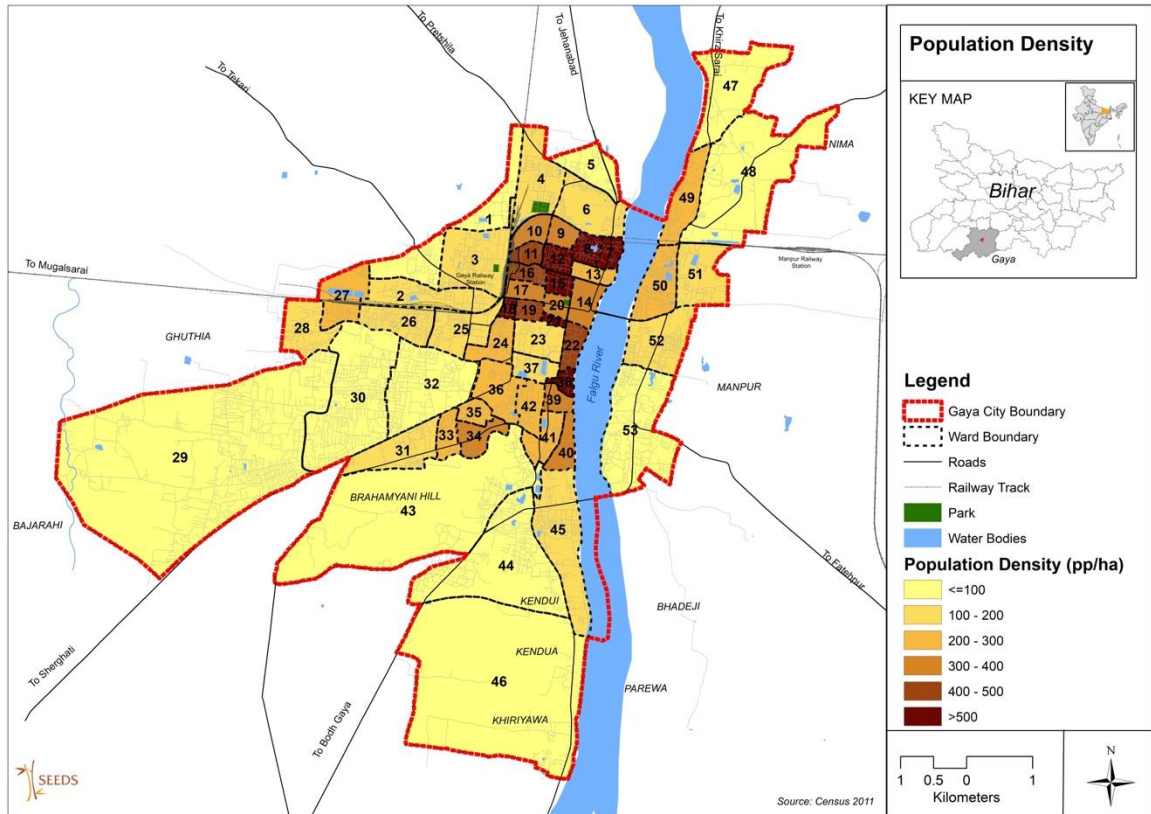 Population Density
KEY MAP
Bihar
Gaya
To Pretshila
To Jehanabad
To Khizrsarai
To Tekari
47
NIMA
5
48
4
49
1
6
10
9
8
11
12
3
Gaya Railway
Station
Manpur Railway
Station
To Mugalsarai
16
13
51
15
50
27
2
17
14
20
18
19
21
GHUTHIA
28
26
25
24
23
22
52
37
32
38
MANPUR
36
30
39
42
35
Falgu River
33
34
41
53
29
31
40
BRAHAMYANI HILL
43
BAJARAHI
45
44
To Fatehpur
KENDUI
BHADEJI
KENDUA
To Sherghati
46
PAREWA
KHIRIYAWA
To Bodh Gaya
SEEDS
Source: Census 2011
Legend
Gaya City Boundary
Ward Boundary
Roads
Railway Track
Park
Water Bodies
Population Density (pp/ha)
<=100
100 - 200
200 - 300
300 - 400
400 - 500
>500
1 0.5 0 1
Kilometers
N